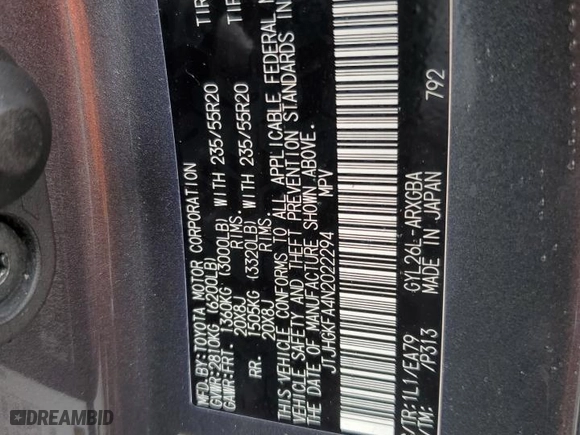 MFD.BY:TOYOTA MOTOR CORPORATION
GVWR:2810KG (6200LB)
GAWR-FRT. 1360KG (3000LB) WITH 235/55R20 TIR
20X8J RIMS.
RR. 1505KG (3320LB) WITH 235/55R20 TIR
20X8J RIMS.
THIS VEHICLE CONFORMS TO ALL APPLICABLE FEDERAL M
VEHICLE SAFETY AND THEFT PREVENTION STANDARDS IN
THE DATE OF MANUFACTURE SHOWN ABOVE.
JTJHGKFA4N2022294 MPV
/TR:1L1/EA79 GYL26L-ARXGBA 792
/TM: /P313 MADE IN JAPAN
DREAMBID